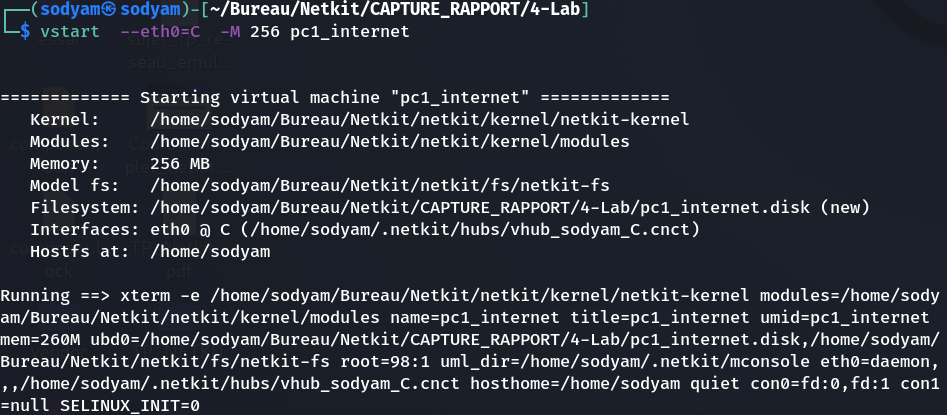 ┌──(sodyam㉿sodyam)-[~/Bureau/Netkit/CAPTURE_RAPPORT/4-Lab]
└─$ vstart  --eth0=C  -M 256 pc1_internet
============= Starting virtual machine "pc1_internet" =============
Kernel:     /home/sodyam/Bureau/Netkit/netkit/kernel/netkit-kernel
Modules:    /home/sodyam/Bureau/Netkit/netkit/kernel/modules
Memory:     256 MB
Model fs:   /home/sodyam/Bureau/Netkit/netkit/fs/netkit-fs
Filesystem: /home/sodyam/Bureau/Netkit/CAPTURE_RAPPORT/4-Lab/pc1_internet.disk (new)
Interfaces: eth0 @ C (/home/sodyam/.netkit/hubs/vhub_sodyam_C.cnct)
Hostfs at:  /home/sodyam
Running ==> xterm -e /home/sodyam/Bureau/Netkit/netkit/kernel/netkit-kernel modules=/home/sody
am/Bureau/Netkit/netkit/kernel/modules name=pc1_internet title=pc1_internet umid=pc1_internet
mem=260M ubd0=/home/sodyam/Bureau/Netkit/CAPTURE_RAPPORT/4-Lab/pc1_internet.disk,/home/sodyam/
Bureau/Netkit/netkit/fs/netkit-fs root=98:1 uml_dir=/home/sodyam/.netkit/mconsole eth0=daemon,
,,/home/sodyam/.netkit/hubs/vhub_sodyam_C.cnct hosthome=/home/sodyam quiet con0=fd:0,fd:1 con1
=null SELINUX_INIT=0